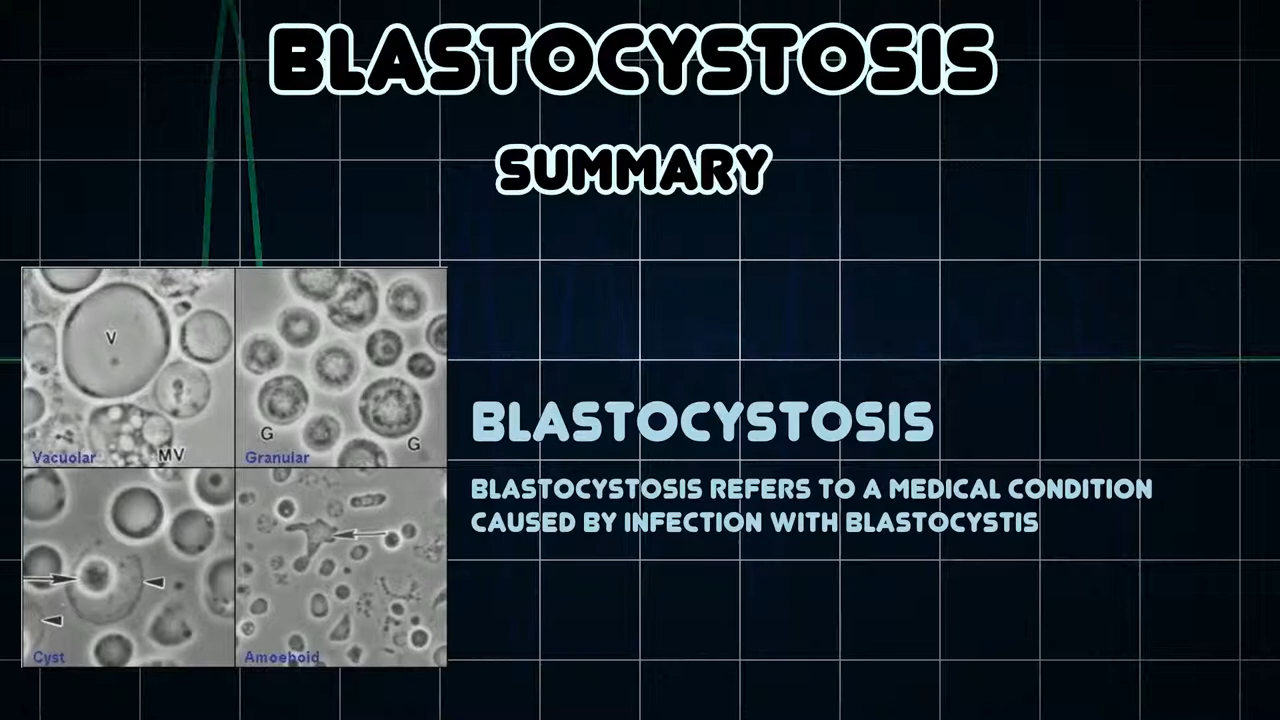 BLASTOCYSTOSIS
SUMMARY
V
MV
Vacuolar
G
G
Granular
Cyst
Amoeboid
BLASTOCYSTOSIS
BLASTOCYSTOSIS REFERS TO A MEDICAL CONDITION
CAUSED BY INFECTION WITH BLASTOCYSTIS